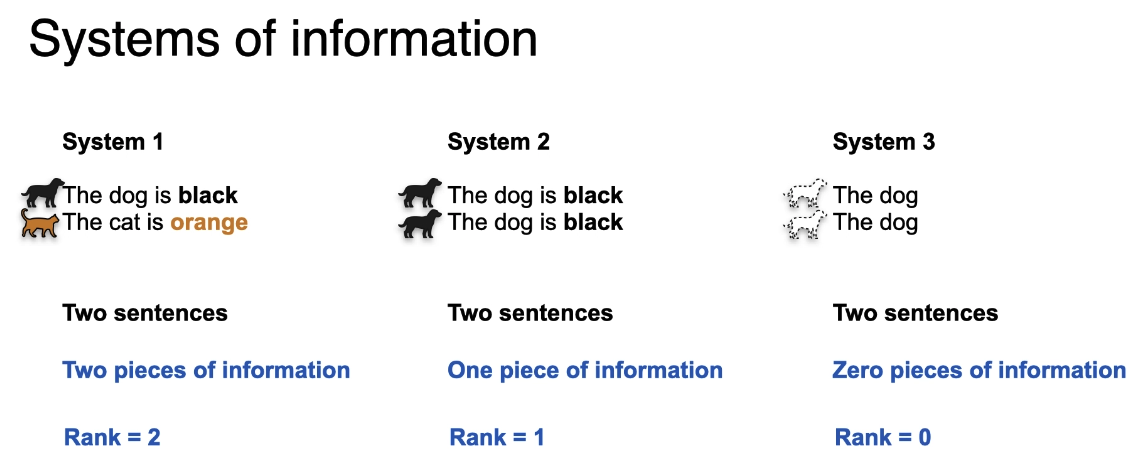 Systems of information
System 1
The dog is black
The cat is orange
Two sentences
Two pieces of information
Rank = 2
System 2
The dog is black
The dog is black
Two sentences
One piece of information
Rank = 1
System 3
The dog
The dog
Two sentences
Zero pieces of information
Rank = 0